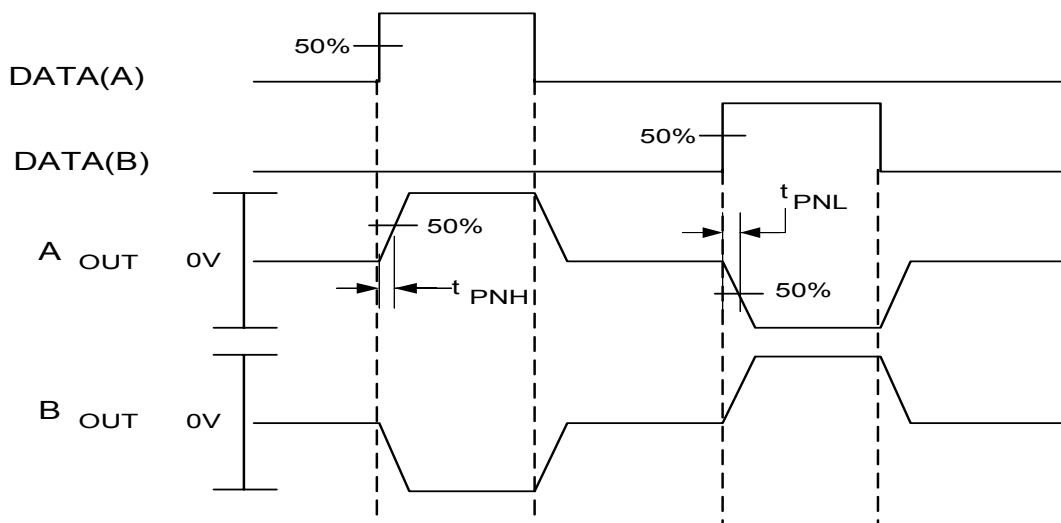 50%
DATA(A)
50%
DATA(B)
t PNL
50%
A OUT 0V
t PNH
50%
B OUT 0V